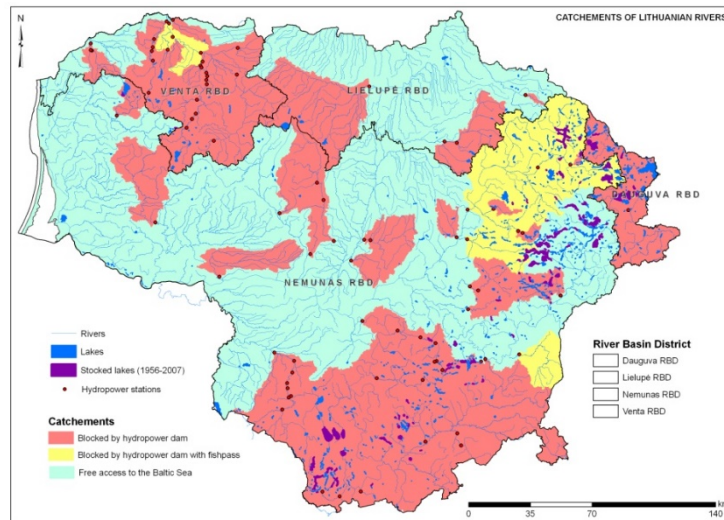 CATCHEMENTS OF LITHUANIAN RIVERS
N
VENTA RBD
LIELUPĖ RBD
DAUGUVA RBD
NEMUNAS RBD
Rivers
Lakes
Stocked lakes (1956-2007)
Hydropower stations
Catchements
Blocked by hydropower dam
Blocked by hydropower dam with fishpass
Free access to the Baltic Sea
River Basin District
Dauguva RBD
Lielupė RBD
Nemunas RBD
Venta RBD
0 35 70 140